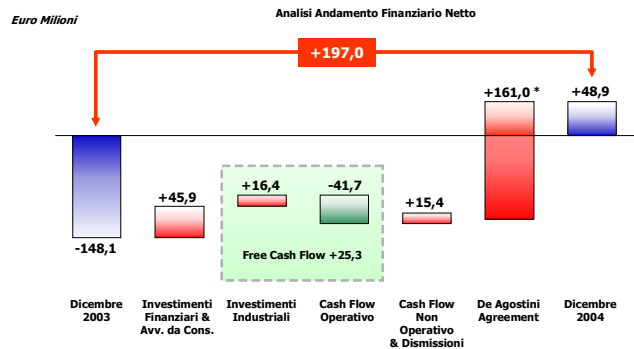 Analisi Andamento Finanziario Netto
Euro Milioni
+197,0
+161,0 *
+48,9
+45,9
+16,4
-41,7
+15,4
-148,1
Free Cash Flow +25,3
Dicembre
2003
Investimenti
Finanziari &
Avv. da Cons.
Investimenti
Industriali
Cash Flow
Operativo
Cash Flow
Non
Operativo
& Dismissioni
De Agostini
Agreement
Dicembre
2004